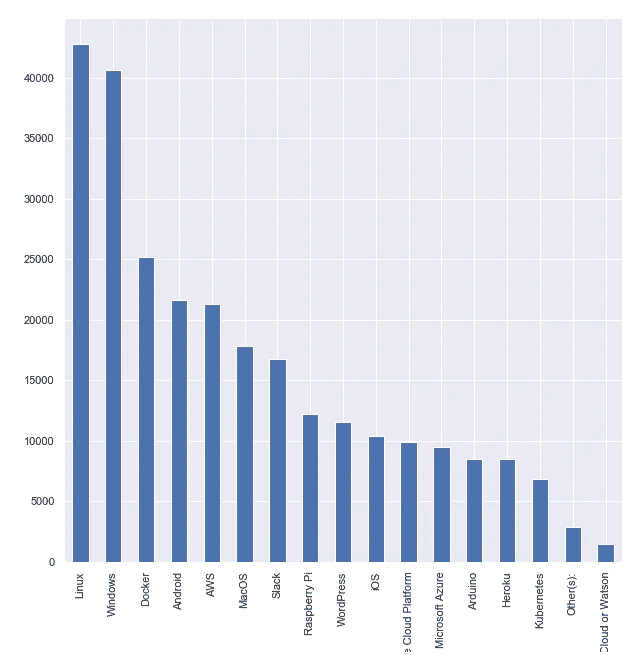 40000
35000
30000
25000
20000
15000
10000
5000
0
Linux
Windows
Docker
Android
AWS
MacOS
Slack
Raspberry Pi
WordPress
iOS
e Cloud Platform
Microsoft Azure
Arduino
Heroku
Kubernetes
Other(s):
Cloud or Watson